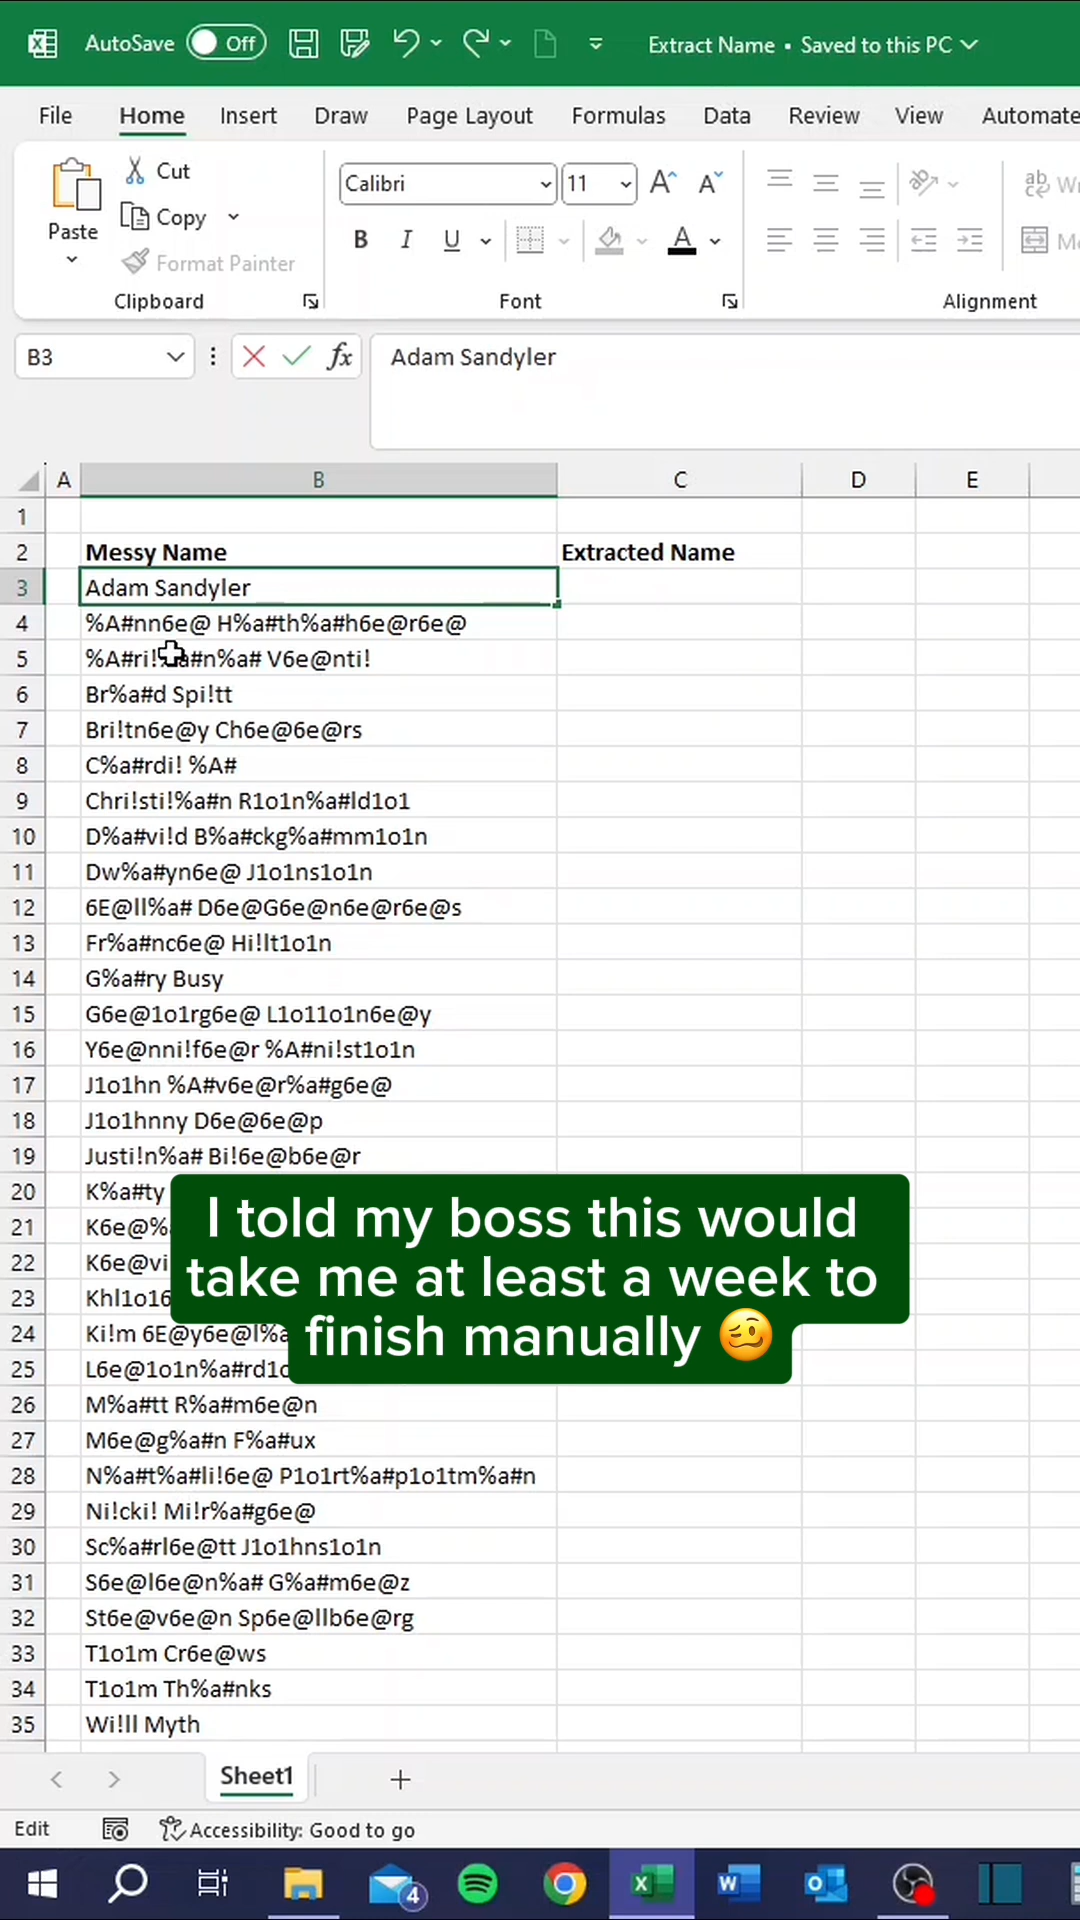 AutoSave Off Extract Name • Saved to this PC
File Home Insert Draw Page Layout Formulas Data Review View Automate
Paste
Cut
Copy
Format Painter
Clipboard
Calibri 11
B I U
Font
Alignment
B3 fx Adam Sandyler
A B C D E
1
2 Messy Name Extracted Name
3 Adam Sandyler
4 %A#nn6e@ H%a#th%a#h6e@r6e@
5 %A#ri! a#n%a# V6e@nti!
6 Br%a#d Spi!tt
7 Bri!tn6e@y Ch6e@6e@rs
8 C%a#rdi! %A#
9 Chri!sti!%a#n R1o1n%a#ld1o1
10 D%a#vi!d B%a#ckg%a#mm1o1n
11 Dw%a#yn6e@ J1o1ns1o1n
12 6E@ll%a# D6e@G6e@n6e@r6e@s
13 Fr%a#nc6e@ Hi!lt1o1n
14 G%a#ry Busy
15 G6e@1o1rg6e@ L1o11o1n6e@y
16 Y6e@nni!f6e@r %A#ni!st1o1n
17 J1o1hn %A#v6e@r%a#g6e@
18 J1o1hnny D6e@6e@p
19 Justi!n%a# Bi!6e@b6e@r
20 K%a#ty
21 K6e@%
22 K6e@vi
23 Khl1o16
24 Ki!m 6E@y6e@l%a
25 L6e@1o1n%a#rd1
26 M%a#tt R%a#m6e@n
27 M6e@g%a#n F%a#ux
28 N%a#t%a#li!6e@ P1o1rt%a#p1o1tm%a#n
29 Ni!cki! Mi!r%a#g6e@
30 Sc%a#rl6e@tt J1o1hns1o1n
31 S6e@l6e@n%a# G%a#m6e@z
32 St6e@v6e@n Sp6e@llb6e@rg
33 T1o1m Cr6e@ws
34 T1o1m Th%a#nks
35 Wi!ll Myth
I told my boss this would
take me at least a week to
finish manually 🥴
Sheet1
Edit Accessibility: Good to go
4